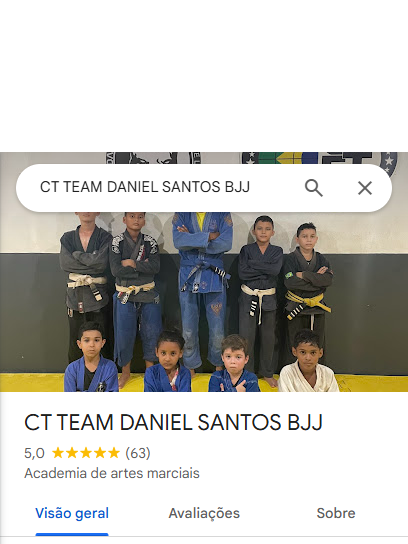 CT TEAM DANIEL SANTOS BJJ
CT TEAM DANIEL SANTOS BJJ
5,0 ★★★★★ (63)
Academia de artes marciais
Visão geral Avaliações Sobre